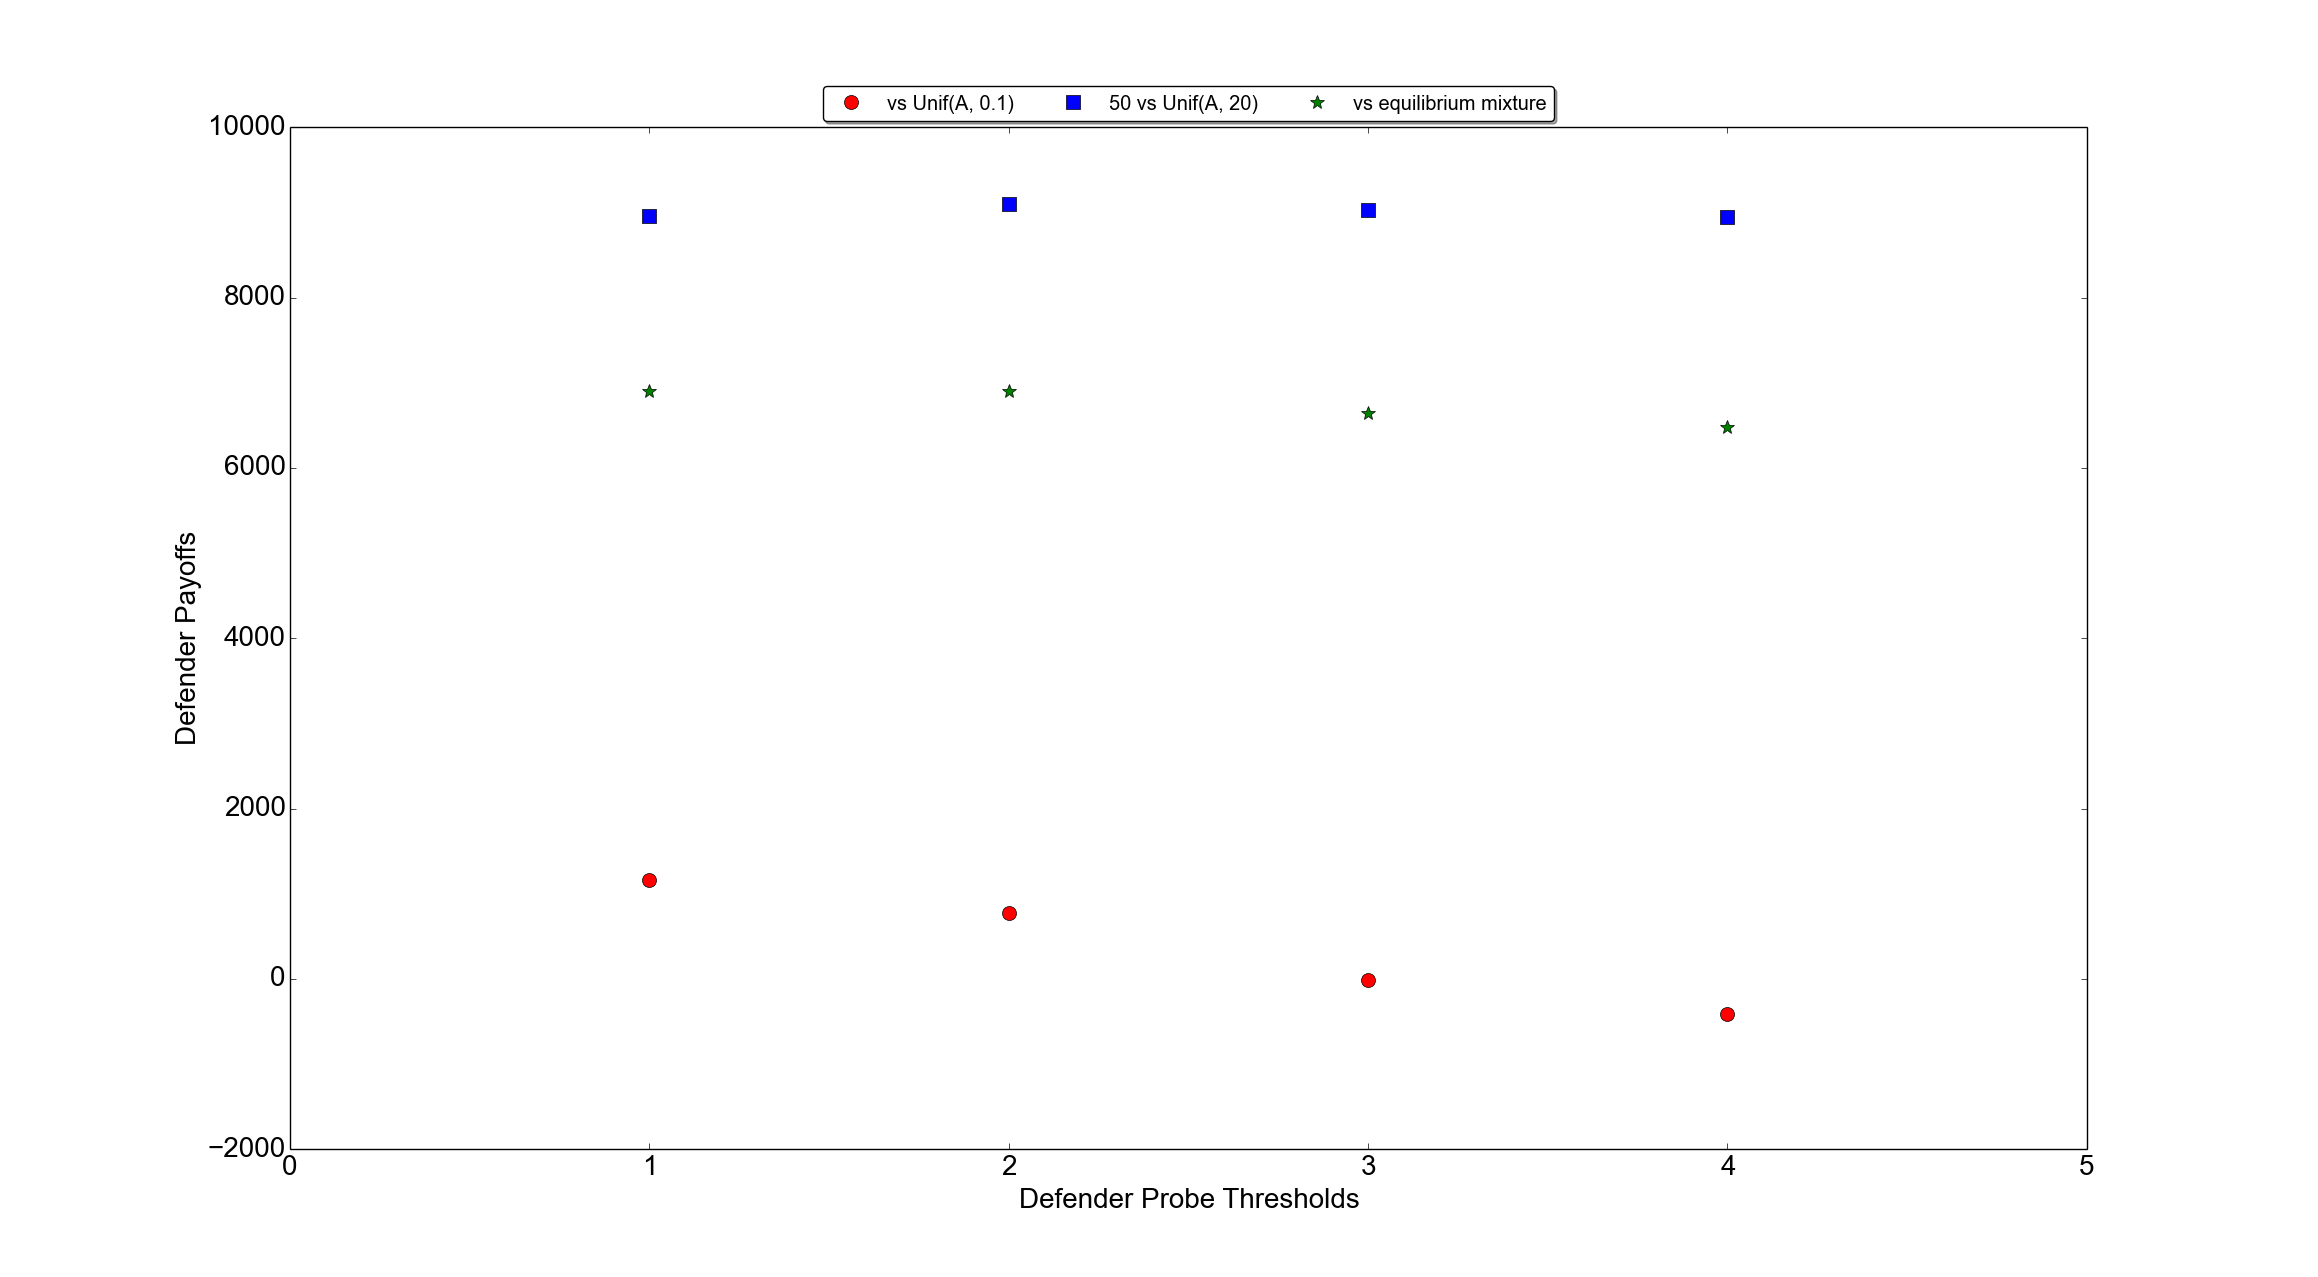 vs Unif(A, 0.1) 50 vs Unif(A, 20) vs equilibrium mixture
10000
8000
6000
4000
2000
0
−2000
Defender Payoffs
0 1 2 3 4 5
Defender Probe Thresholds